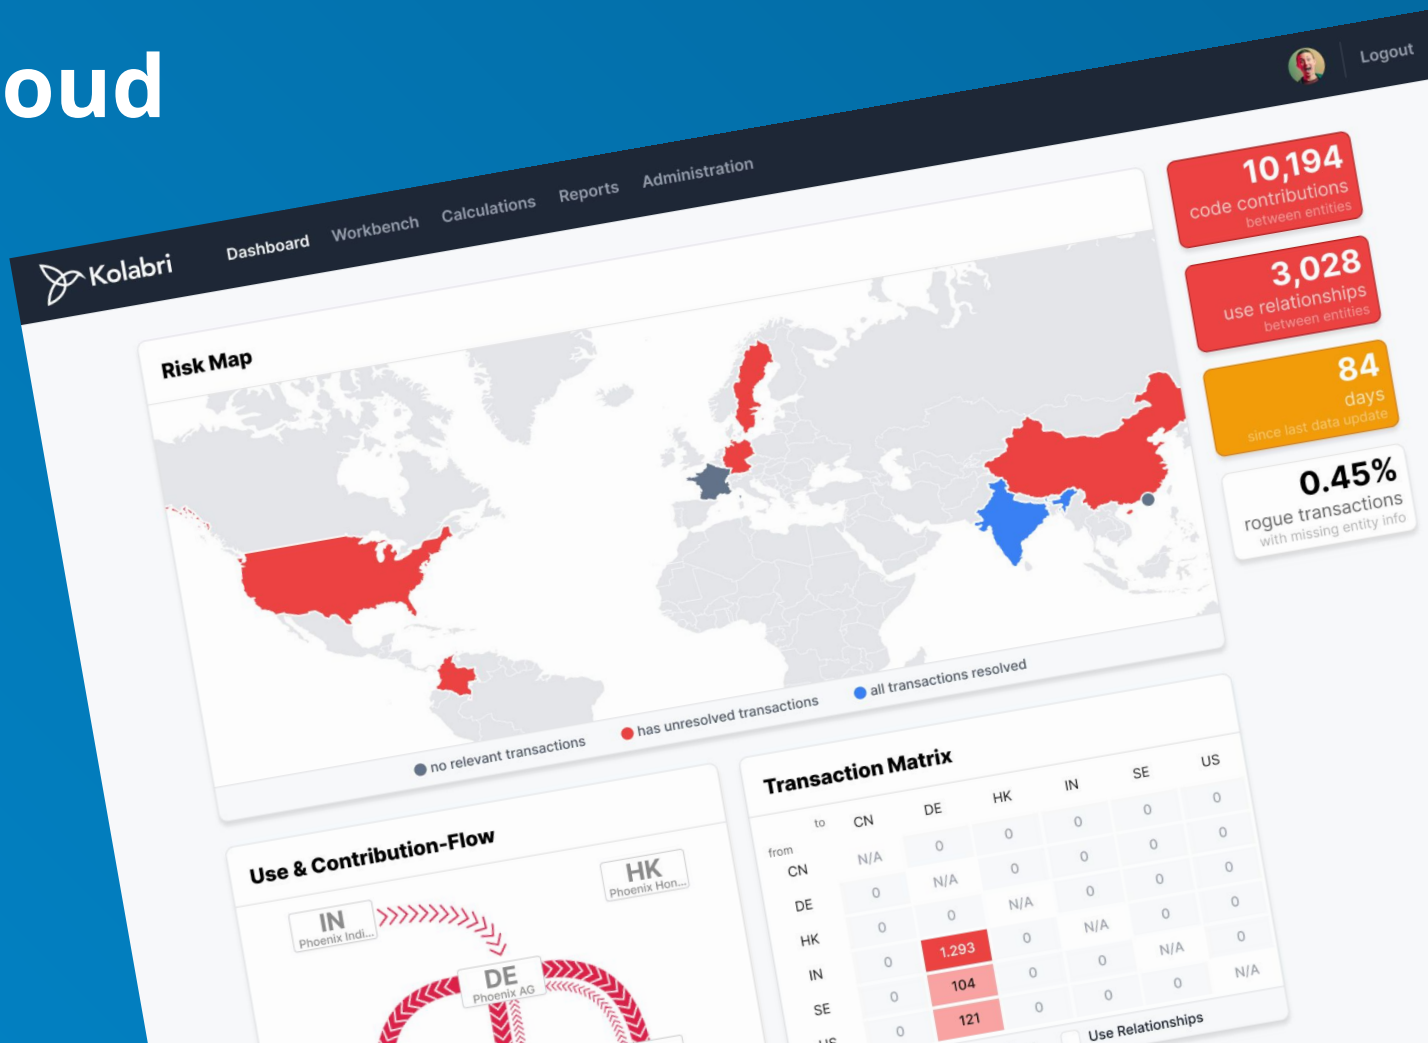 oud
Logout
Kolabri
Dashboard
Workbench
Calculations
Reports
Administration
Risk Map
no relevant transactions
has unresolved transactions
all transactions resolved
10,194
code contributions
between entities
3,028
use relationships
between entities
84
days
since last data update
0.45%
rogue transactions
with missing entity info
Use & Contribution-Flow
IN
Phoenix Indi...
HK
Phoenix Hon...
DE
Phoenix AG
Transaction Matrix
to CN DE HK IN SE US
from
CN N/A 0 0 0 0 0
DE 0 N/A 0 0 0 0
HK 0 0 N/A 0 0 0
IN 0 1.293 0 N/A 0 0
SE 0 104 0 0 N/A 0
US 0 121 0 0 0 N/A
Use Relationships